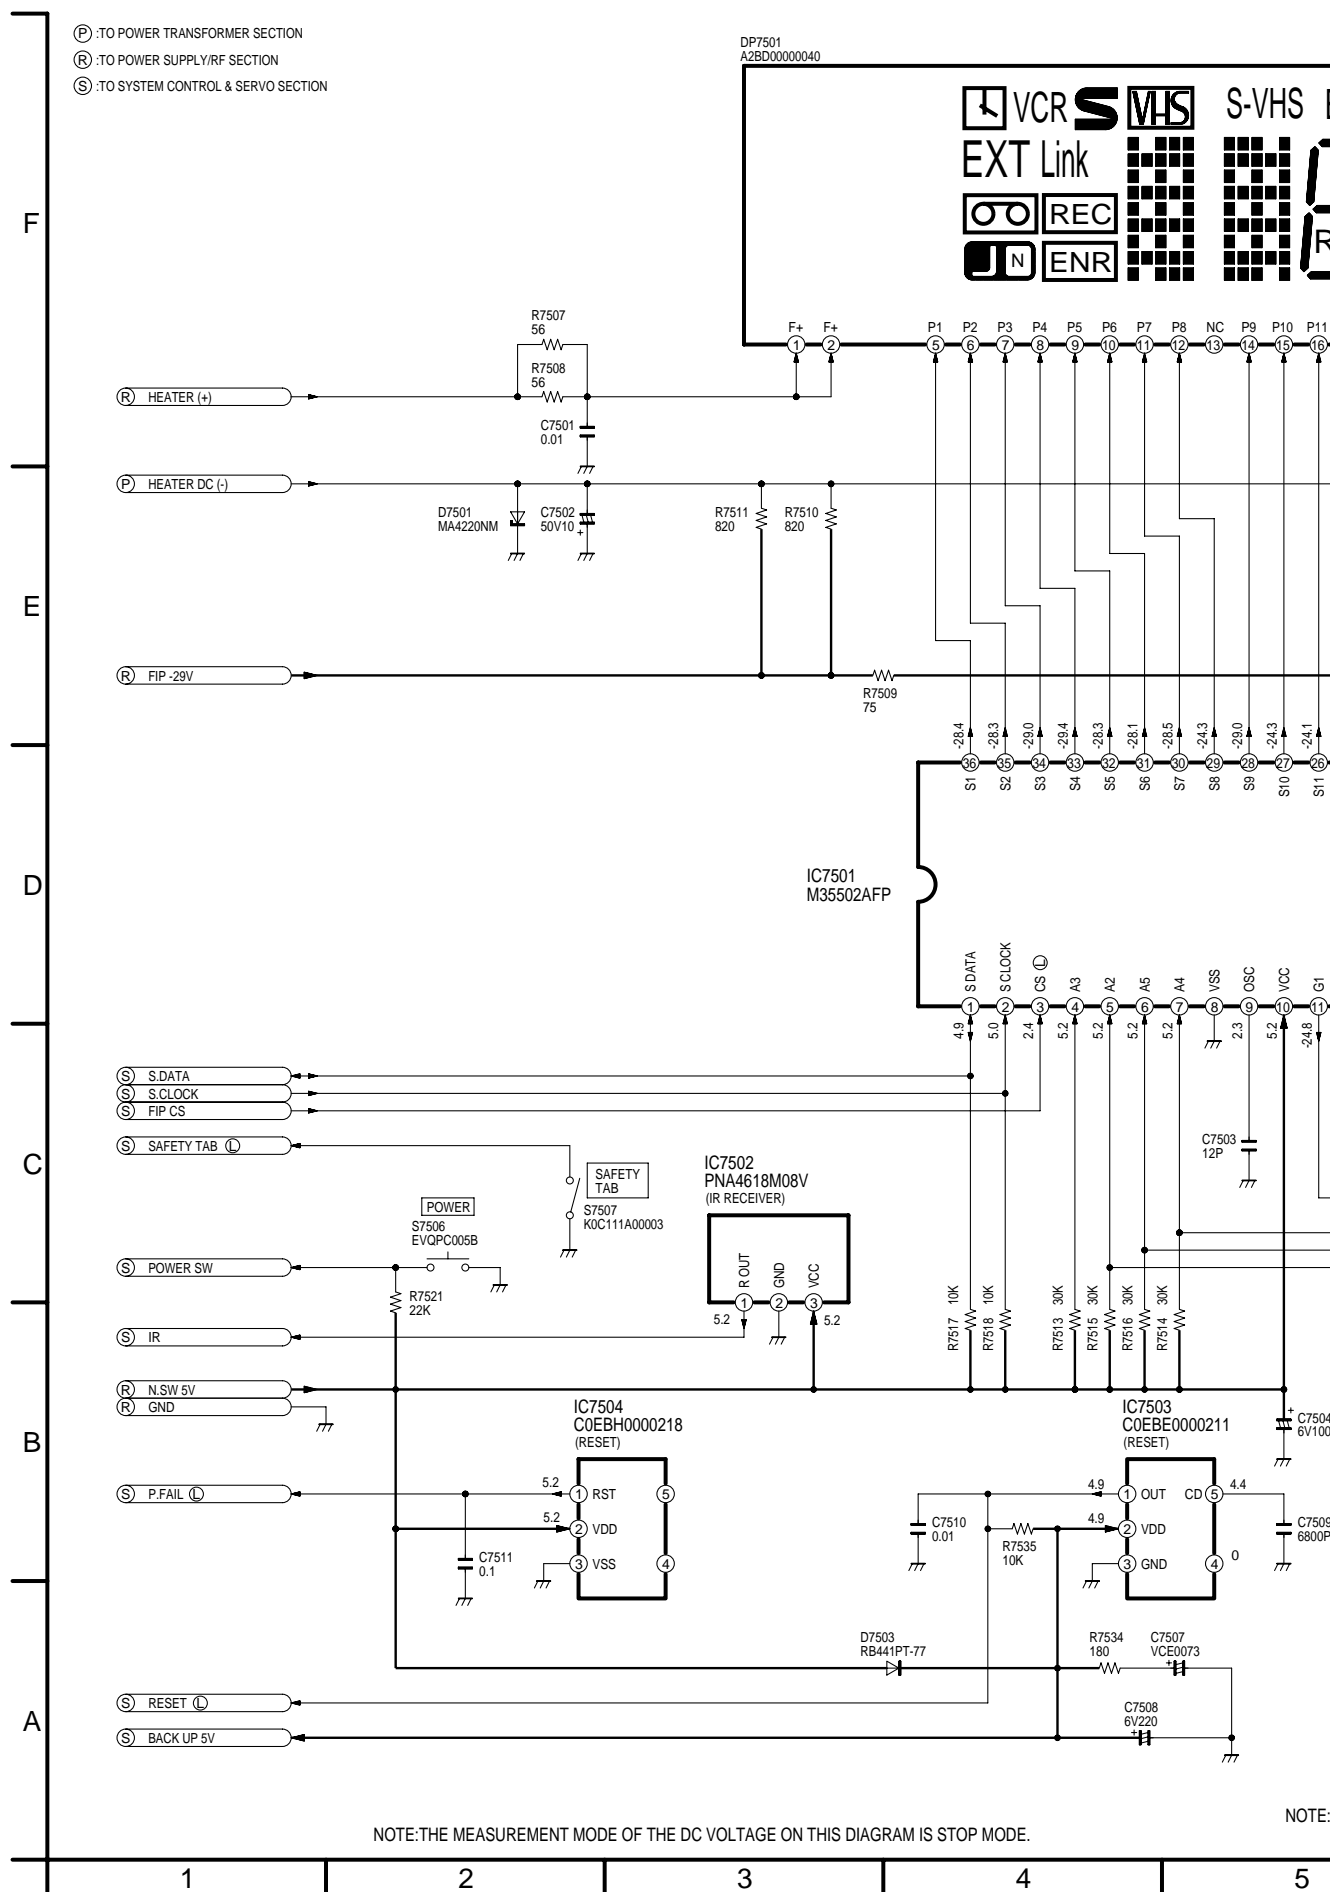 Ⓟ :TO POWER TRANSFORMER SECTION
Ⓡ :TO POWER SUPPLY/RF SECTION
Ⓢ :TO SYSTEM CONTROL & SERVO SECTION
DP7501
A2BD00000040
VCR S VHS S-VHS
EXT Link
REC
J N ENR
R
F+ F+ P1 P2 P3 P4 P5 P6 P7 P8 NC P9 P10 P11
1 2 5 6 7 8 9 10 11 12 13 14 15 16
F
R7507
56
R7508
56
Ⓡ HEATER (+)
C7501
0.01
Ⓟ HEATER DC (-)
D7501
MA4220NM
C7502
50V10
+
R7511
820
R7510
820
E
Ⓡ FIP -29V
R7509
75
-28.4 -28.3 -29.0 -29.4 -28.3 -28.1 -28.5 -24.3 -29.0 -24.3 -24.1
36 35 34 33 32 31 30 29 28 27 26
S1 S2 S3 S4 S5 S6 S7 S8 S9 S10 S11
D
IC7501
M35502AFP
S DATA S CLOCK CS Ⓛ A3 A2 A5 A4 VSS OSC VCC G1
1 2 3 4 5 6 7 8 9 10 11
4.9 5.0 2.4 5.2 5.2 5.2 5.2 2.3 5.2 -24.8
Ⓢ S.DATA
Ⓢ S.CLOCK
Ⓢ FIP CS
Ⓢ SAFETY TAB Ⓛ
C
C7503
12P
SAFETY
TAB
S7507
K0C111A00003
IC7502
PNA4618M08V
(IR RECEIVER)
POWER
S7506
EVQPC005B
Ⓢ POWER SW
R OUT GND VCC
1 2 3
5.2 5.2
R7521
22K
R7517 10K R7518 10K R7513 30K R7515 30K R7516 30K R7514 30K
Ⓢ IR
Ⓡ N.SW 5V
Ⓡ GND
B
IC7504
C0EBH0000218
(RESET)
IC7503
C0EBE0000211
(RESET)
+
C7504
6V100
Ⓢ P.FAIL Ⓛ
5.2 1 RST 5
5.2 2 VDD
3 VSS 4
C7511
0.1
C7510
0.01
R7535
10K
4.9 1 OUT CD 5 4.4
4.9 2 VDD
3 GND 4 0
C7509
6800P
D7503
RB441PT-77
R7534
180
C7507
VCE0073
+
Ⓢ RESET Ⓛ
A
C7508
6V220
+
Ⓢ BACK UP 5V
NOTE:
NOTE:THE MEASUREMENT MODE OF THE DC VOLTAGE ON THIS DIAGRAM IS STOP MODE.
1 2 3 4 5